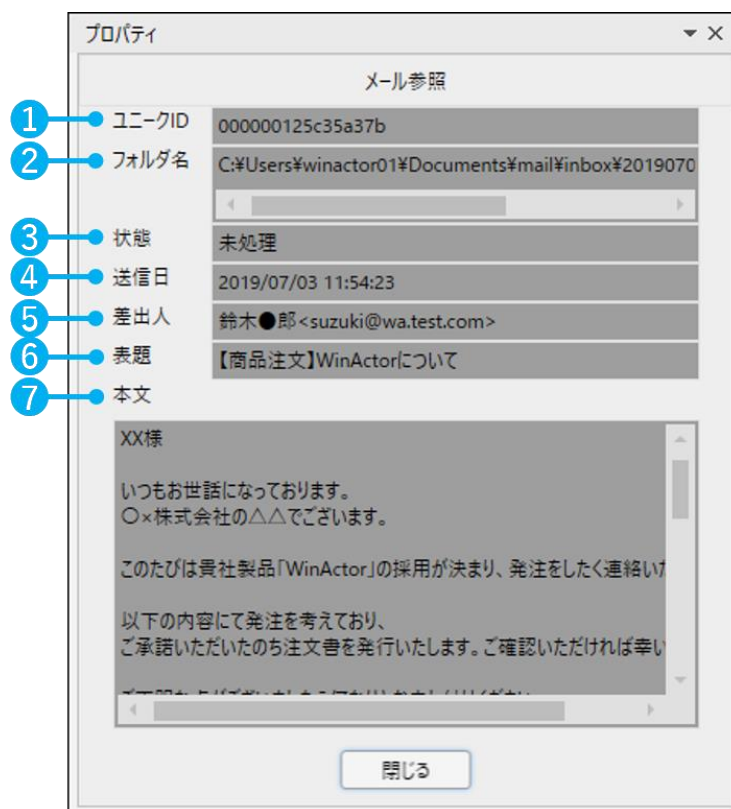 プロパティ
メール参照
1 ユニークID 000000125c35a37b
2 フォルダ名 C:¥Users¥winactor01¥Documents¥mail¥inbox¥2019070
3 状態 未処理
4 送信日 2019/07/03 11:54:23
5 差出人 鈴木●郎<suzuki@wa.test.com>
6 表題 【商品注文】WinActorについて
7 本文
XX様
いつもお世話になっております。
〇×株式会社の△△でございます。
このたびは貴社製品「WinActor」の採用が決まり、発注をしたく連絡いた
以下の内容にて発注を考えており、
ご承諾いただいたのち注文書を発行いたします。ご確認いただければ幸い
閉じる